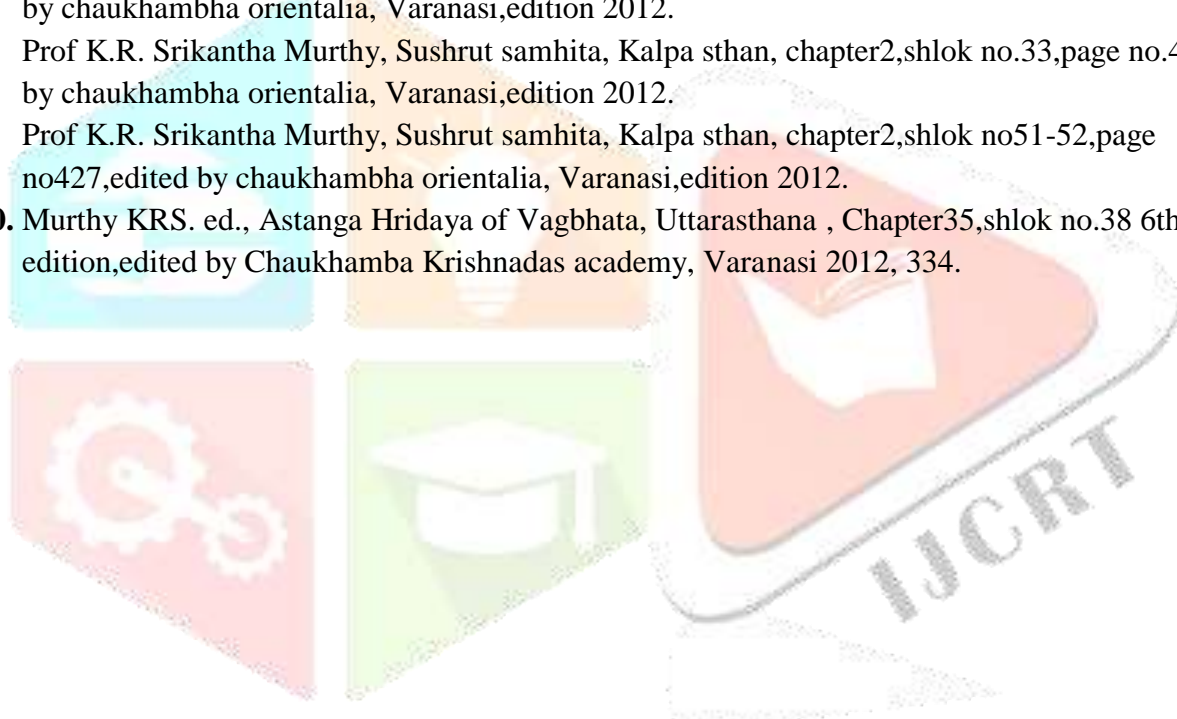 by chaukhambha orientalia, Varanasi,edition 2012.
Prof K.R. Srikantha Murthy, Sushrut samhita, Kalpa sthan, chapter2,shlok no.33,page no.4
by chaukhambha orientalia, Varanasi,edition 2012.
Prof K.R. Srikantha Murthy, Sushrut samhita, Kalpa sthan, chapter2,shlok no51-52,page
no427,edited by chaukhambha orientalia, Varanasi,edition 2012.
0. Murthy KRS. ed., Astanga Hridaya of Vagbhata, Uttarasthana , Chapter35,shlok no.38 6th
edition,edited by Chaukhamba Krishnadas academy, Varanasi 2012, 334.
IJCRT